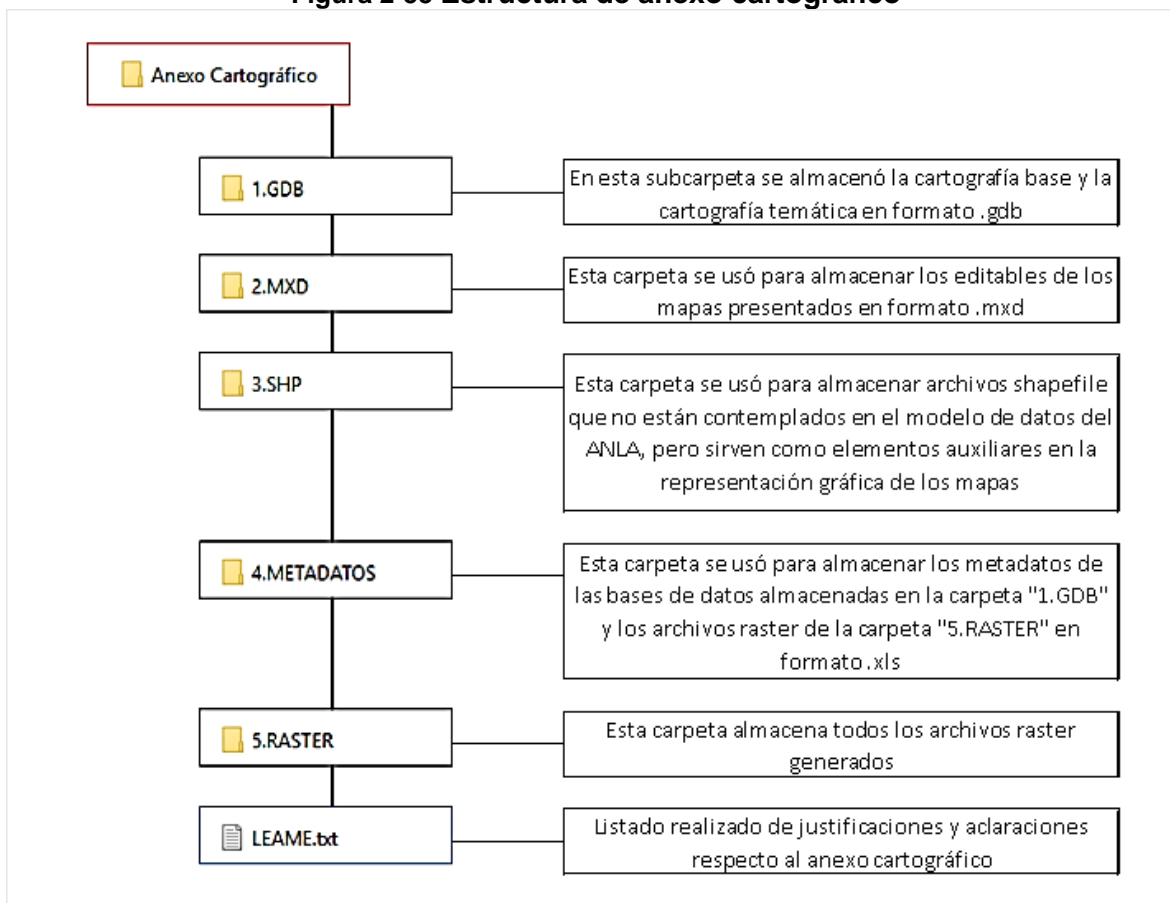 Estructura de anexo cartográfico
Anexo Cartográfico
1.GDB
En esta subcarpeta se almacenó la cartografía base y la
cartografía temática en formato .gdb
2.MXD
Esta carpeta se usó para almacenar los editables de los
mapas presentados en formato .mxd
3.SHP
Esta carpeta se usó para almacenar archivos shapefile
que no están contemplados en el modelo de datos del
ANLA, pero sirven como elementos auxiliares en la
representación gráfica de los mapas
4.METADATOS
Esta carpeta se usó para almacenar los metadatos de
las bases de datos almacenadas en la carpeta "1.GDB"
y los archivos raster de la carpeta "5.RASTER" en
formato .xls
5.RASTER
Esta carpeta almacena todos los archivos raster
generados
LEAME.txt
Listado realizado de justificaciones y aclaraciones
respecto al anexo cartográfico